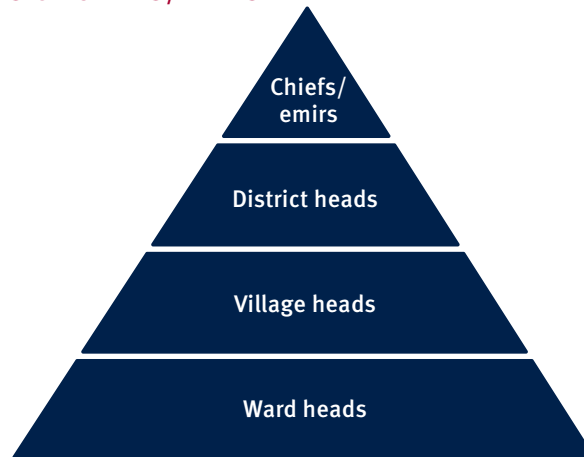 Chiefs/
emirs
District heads
Village heads
Ward heads